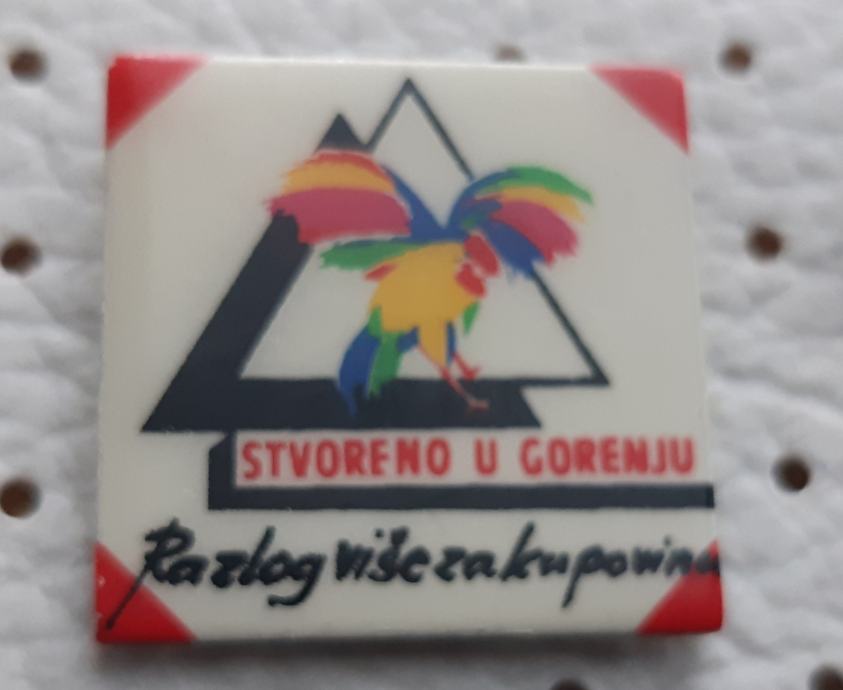 STVORENO U GORENJU
Razlog više za kupovinu